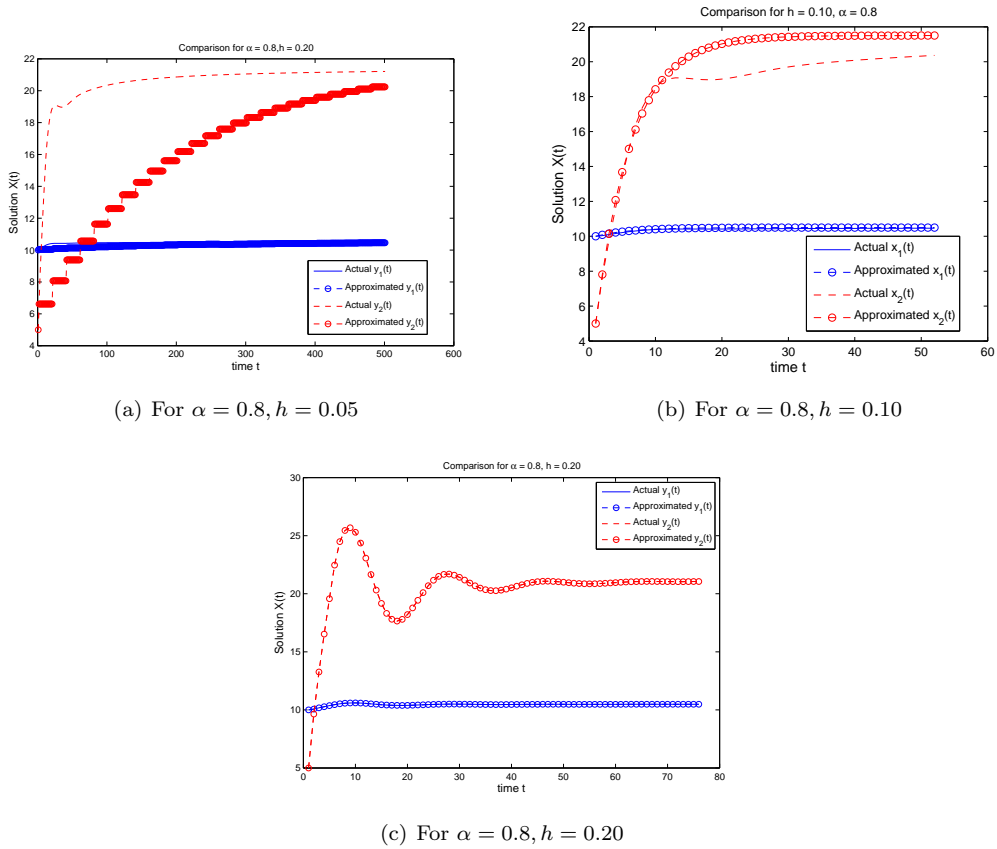 Comparison for α = 0.8,h = 0.20
22
20
18
16
14
12
10
8
6
4
Solution X(t)
0 100 200 300 400 500 600
time t
Actual y₁(t)
Approximated y₁(t)
Actual y₂(t)
Approximated y₂(t)
(a) For α = 0.8, h = 0.05
Comparison for h = 0.10, α = 0.8
22
20
18
16
14
12
10
8
6
4
Solution X(t)
0 10 20 30 40 50 60
time t
Actual x₁(t)
Approximated x₁(t)
Actual x₂(t)
Approximated x₂(t)
(b) For α = 0.8, h = 0.10
Comparison for α = 0.8, h = 0.20
30
25
20
15
10
5
Solution X(t)
0 10 20 30 40 50 60 70 80
time t
Actual y₁(t)
Approximated y₁(t)
Actual y₂(t)
Approximated y₂(t)
(c) For α = 0.8, h = 0.20